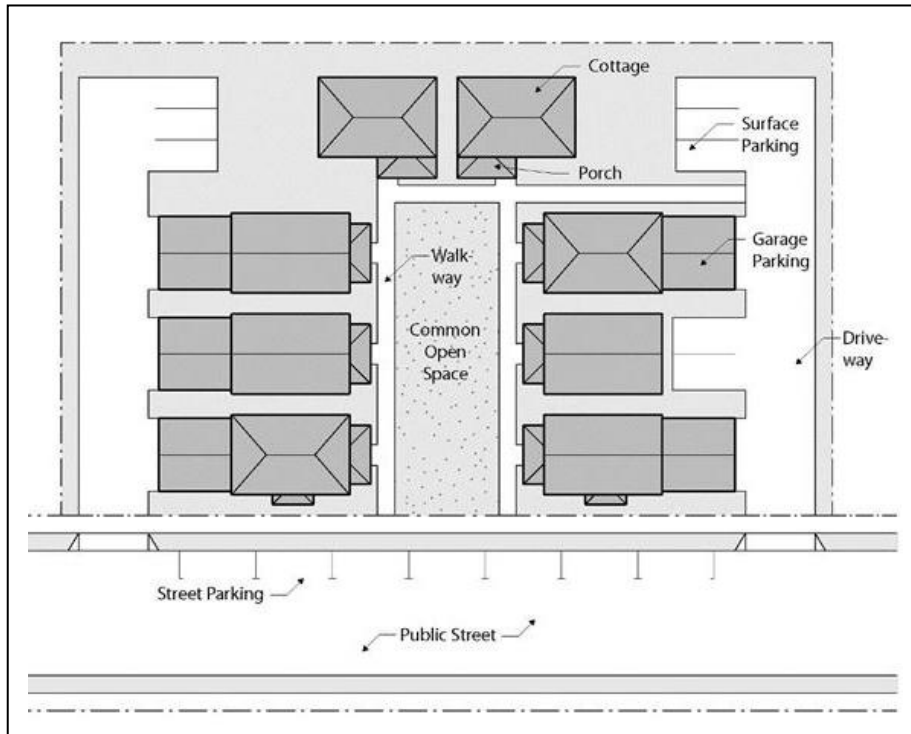 Cottage
Surface
Parking
Porch
Garage
Parking
Walk-
way
Common
Open
Space
Drive-
way
Street Parking
Public Street